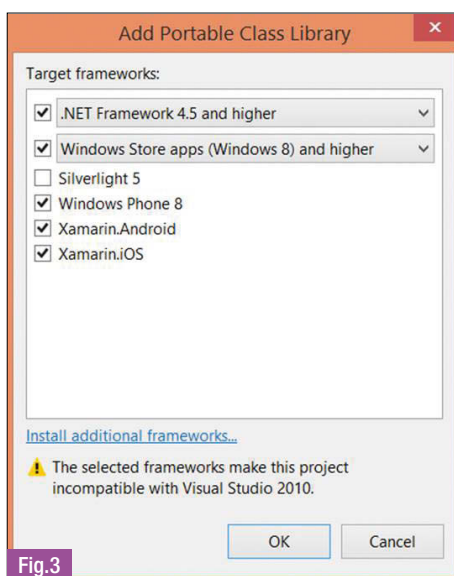 Add Portable Class Library
Target frameworks:
.NET Framework 4.5 and higher
Windows Store apps (Windows 8) and higher
Silverlight 5
Windows Phone 8
Xamarin.Android
Xamarin.iOS
Install additional frameworks...
The selected frameworks make this project
incompatible with Visual Studio 2010.
OK Cancel
Fig.3